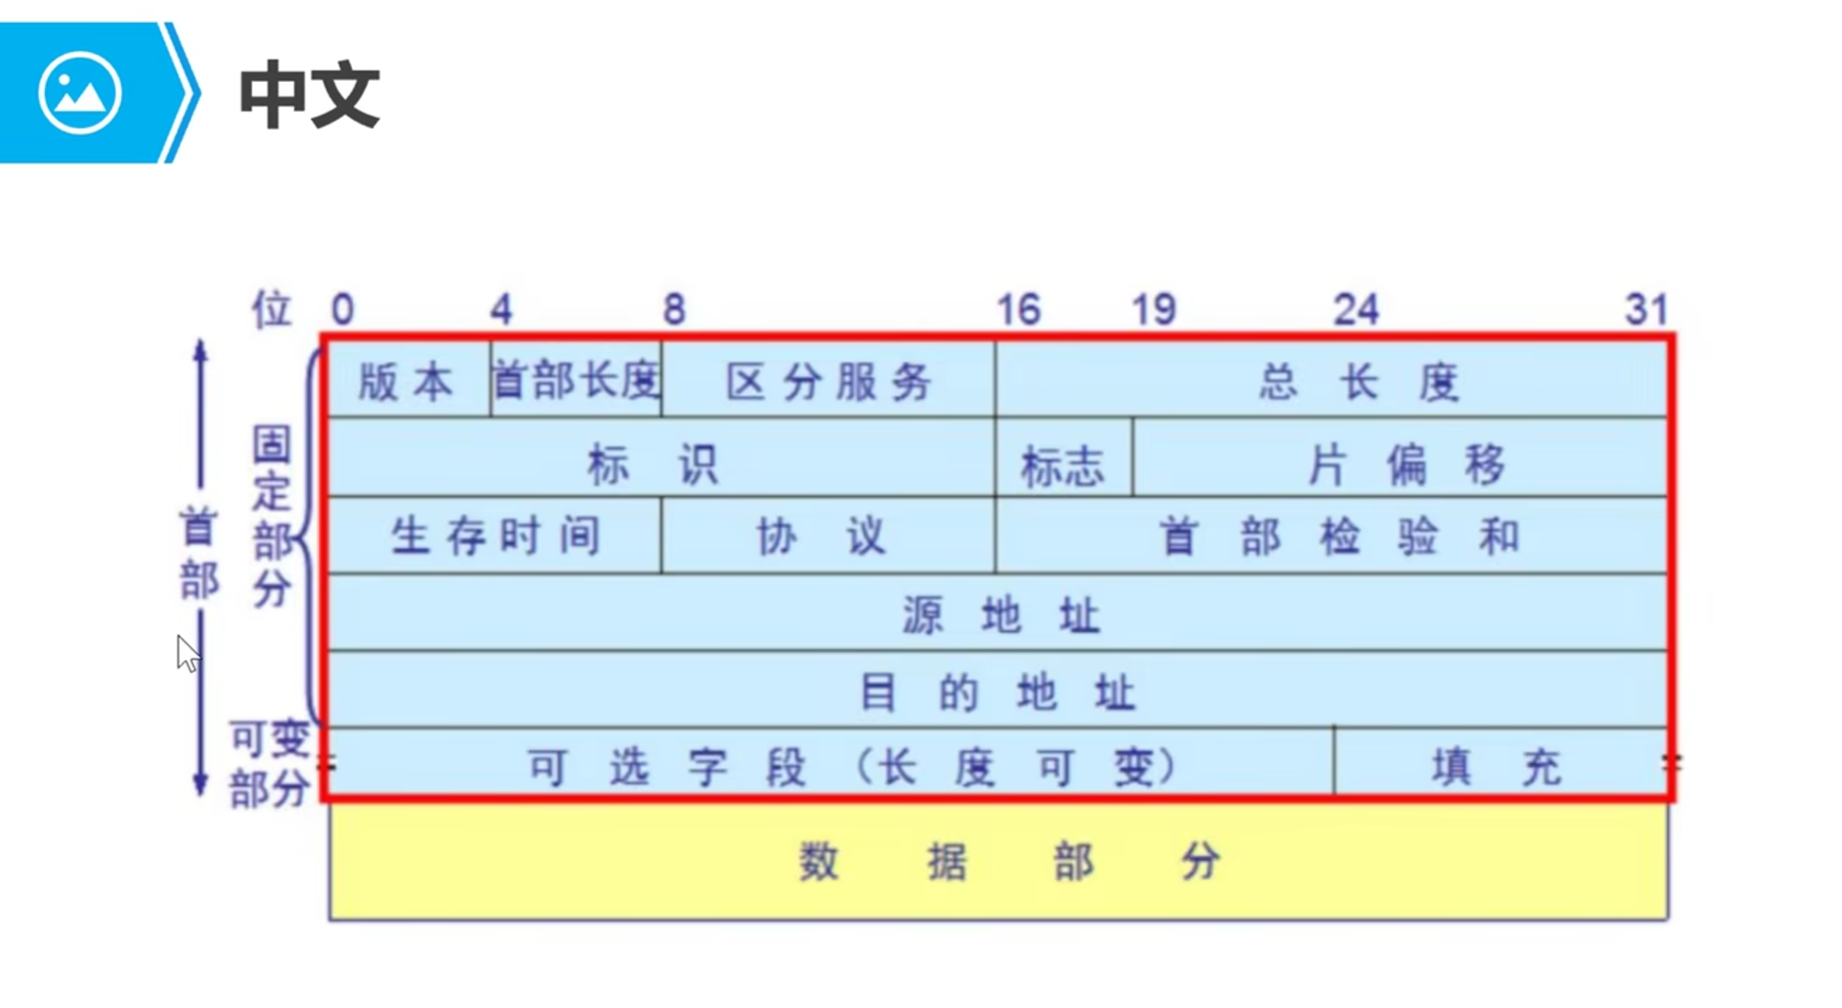 中文
位 0 4 8 16 19 24 31
版本 首部长度 区分服务 总长度
标识 标志 片偏移
生存时间 协议 首部检验和
源地址
目的地址
可选字段（长度可变） 填充
数据部分
首部
固定部分
可变
部分